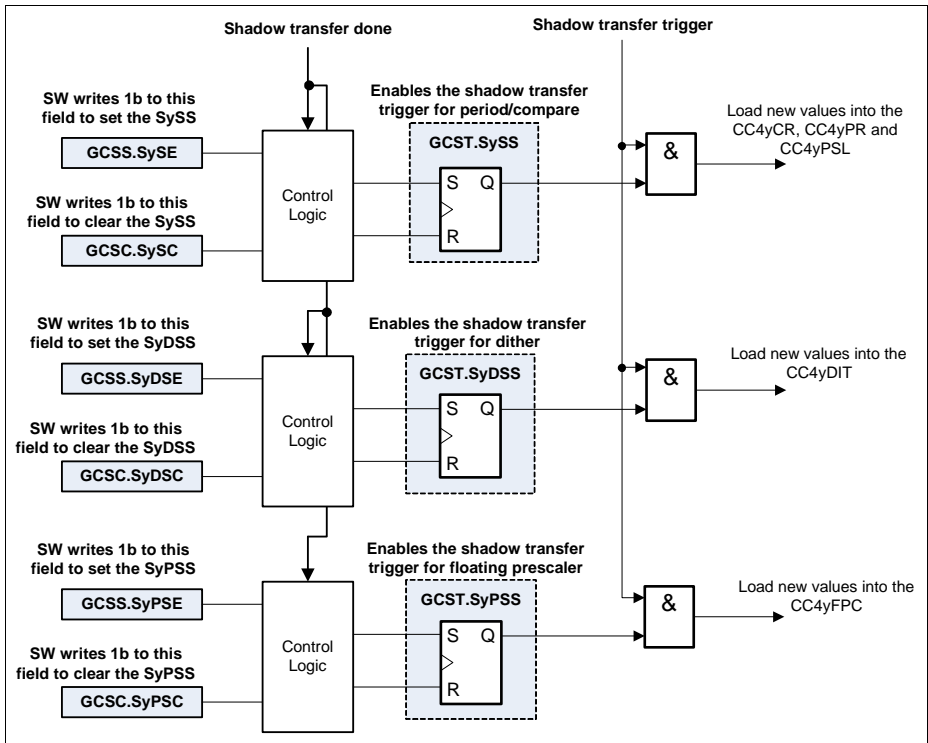 Shadow transfer done
Shadow transfer trigger
SW writes 1b to this
field to set the SySS
GCSS.SySE
SW writes 1b to this
field to clear the SySS
GCSC.SySC
Control
Logic
Enables the shadow transfer
trigger for period/compare
GCST.SySS
S Q
R
&
Load new values into the
CC4yCR, CC4yPR and
CC4yPSL
SW writes 1b to this
field to set the SyDSS
GCSS.SyDSE
SW writes 1b to this
field to clear the SyDSS
GCSC.SyDSC
Control
Logic
Enables the shadow transfer
trigger for dither
GCST.SyDSS
S Q
R
&
Load new values into the
CC4yDIT
SW writes 1b to this
field to set the SyPSS
GCSS.SyPSE
SW writes 1b to this
field to clear the SyPSS
GCSC.SyPSC
Control
Logic
Enables the shadow transfer
trigger for floating prescaler
GCST.SyPSS
S Q
R
&
Load new values into the
CC4yFPC